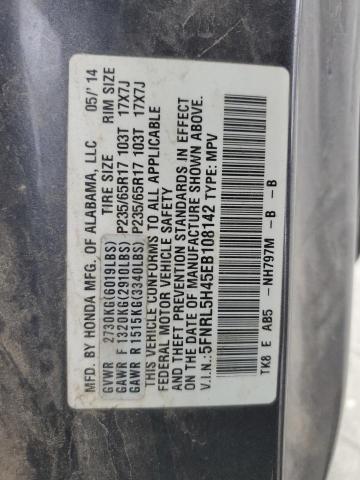 MFD. BY HONDA MFG. OF ALABAMA, LLC 05/'14
TIRE SIZE RIM SIZE
GVWR 2730KG(6019LBS)
GAWR F 1320KG(2910LBS) P235/65R17 103T 17X7J
GAWR R 1515KG(3340LBS) P235/65R17 103T 17X7J
THIS VEHICLE CONFORMS TO ALL APPLICABLE
FEDERAL MOTOR VEHICLE SAFETY
THEFT PREVENTION STANDARDS IN EFFECT
ON THE DATE OF MANUFACTURE SHOWN ABOVE.
V.I.N.:5FNRL5H45EB108142 TYPE: MPV
TK8 E AB5 -NH797M -B -B